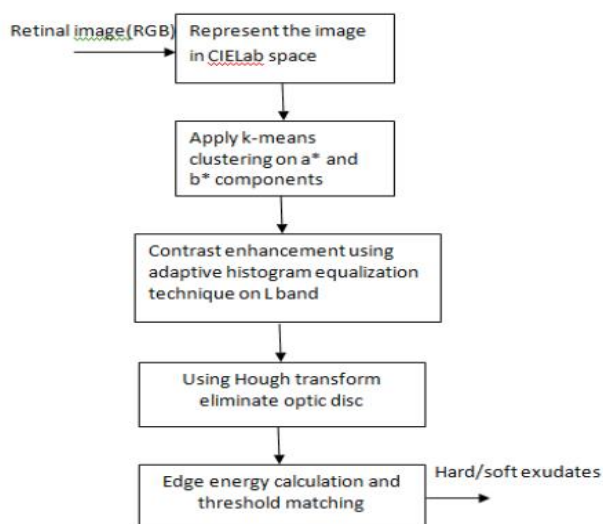 Retinal image(RGB)
Represent the image
in CIELab space
Apply k-means
clustering on a* and
b* components
Contrast enhancement using
adaptive histogram equalization
technique on L band
Using Hough transform
eliminate optic disc
Edge energy calculation and
threshold matching
Hard/soft exudates